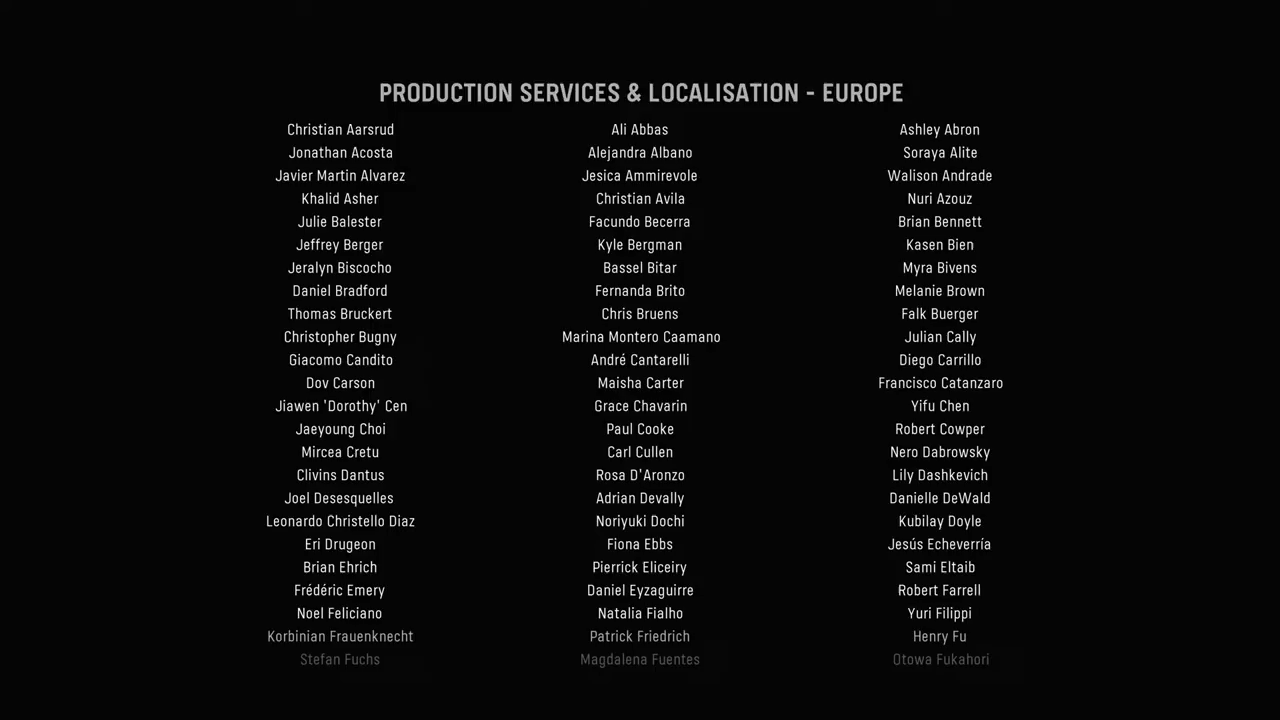 PRODUCTION SERVICES & LOCALISATION - EUROPE
Christian Aarsrud Ali Abbas Ashley Abron
Jonathan Acosta Alejandra Albano Soraya Alite
Javier Martin Alvarez Jesica Ammirevole Walison Andrade
Khalid Asher Christian Avila Nuri Azouz
Julie Balester Facundo Becerra Brian Bennett
Jeffrey Berger Kyle Bergman Kasen Bien
Jeralyn Biscocho Bassel Bitar Myra Bivens
Daniel Bradford Fernanda Brito Melanie Brown
Thomas Bruckert Chris Bruens Falk Buerger
Christopher Bugny Marina Montero Caamano Julian Cally
Giacomo Candito André Cantarelli Diego Carrillo
Dov Carson Maisha Carter Francisco Catanzaro
Jiawen 'Dorothy' Cen Grace Chavarin Yifu Chen
Jaeyoung Choi Paul Cooke Robert Cowper
Mircea Cretu Carl Cullen Nero Dabrowsky
Clivins Dantus Rosa D'Aronzo Lily Dashkevich
Joel Desesquelles Adrian Devally Danielle DeWald
Leonardo Christello Diaz Noriyuki Dochi Kubilay Doyle
Eri Drugeon Fiona Ebbs Jesús Echeverría
Brian Ehrich Pierrick Eliceiry Sami Eltaib
Frédéric Emery Daniel Eyzaguirre Robert Farrell
Noel Feliciano Natalia Fialho Yuri Filippi
Korbinian Frauenknecht Patrick Friedrich Henry Fu
Stefan Fuchs Magdalena Fuentes Otowa Fukahori